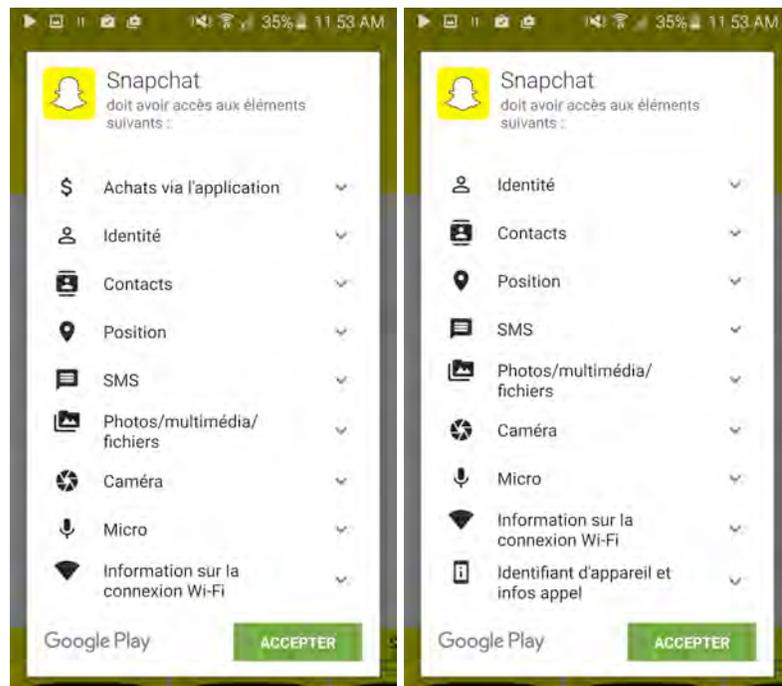 35% 11 53 AM
Snapchat
doit avoir accès aux éléments
suivants :
Achats via l'application
Identité
Contacts
Position
SMS
Photos/multimédia/
fichiers
Caméra
Micro
Information sur la
connexion Wi-Fi
Google Play
ACCEPTER
35% 11 53 AM
Snapchat
doit avoir accès aux éléments
suivants :
Identité
Contacts
Position
SMS
Photos/multimédia/
fichiers
Caméra
Micro
Information sur la
connexion Wi-Fi
Identifiant d'appareil et
infos appel
Google Play
ACCEPTER